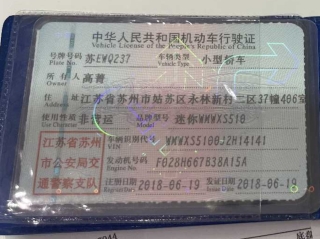 中华人民共和国机动车行驶证
Vehicle License of the People's Republic of China
号牌号码 苏EWQ237 车辆类型 小型轿车
Plate No. Vehicle Type
所有人 高菁
Owner
住址 江苏省苏州市姑苏区永林新村二区37幢406室
Address
使用性质 非营运 品牌型号 迷你WMWXS510
Use Character Model
江苏省苏州市公安局交通警察支队
车辆识别代号 WMWXS5100JZH14141
VIN
发动机号码 F028H667B38A15A
Engine No.
注册日期 2018-06-19 发证日期 2018-06-19
Register Date Issue Date